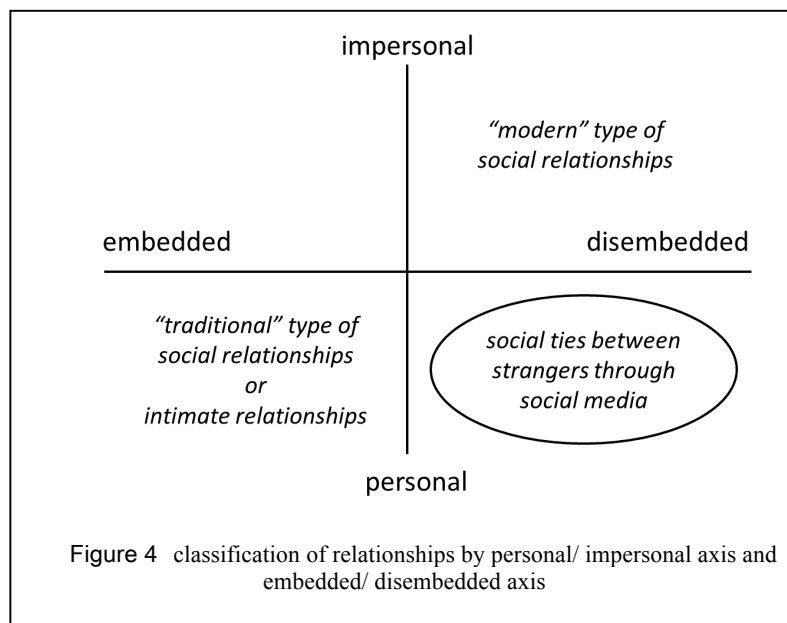 impersonal
“modern” type of
social relationships
embedded
disembedded
“traditional” type of
social relationships
or
intimate relationships
social ties between
strangers through
social media
personal
Figure 4 classification of relationships by personal/ impersonal axis and
embedded/ disembedded axis